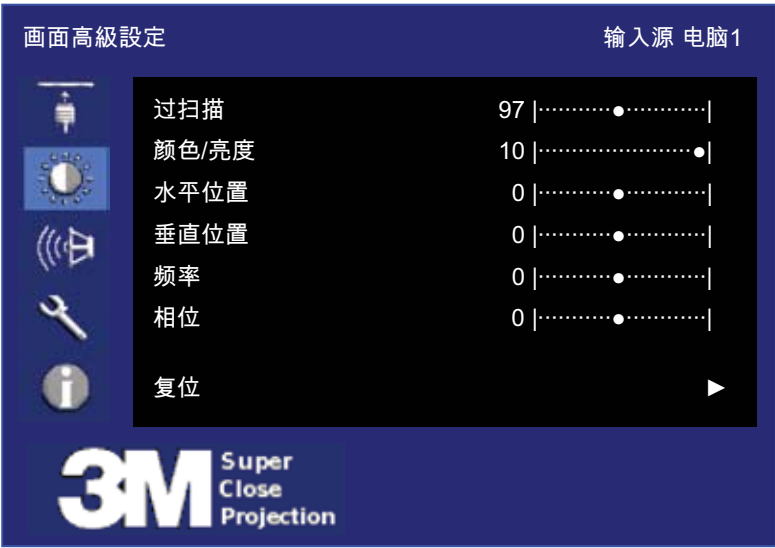 画面高級設定 输入源 电脑1
过扫描 97
颜色/亮度 10
水平位置 0
垂直位置 0
频率 0
相位 0
复位
3M Super
Close
Projection